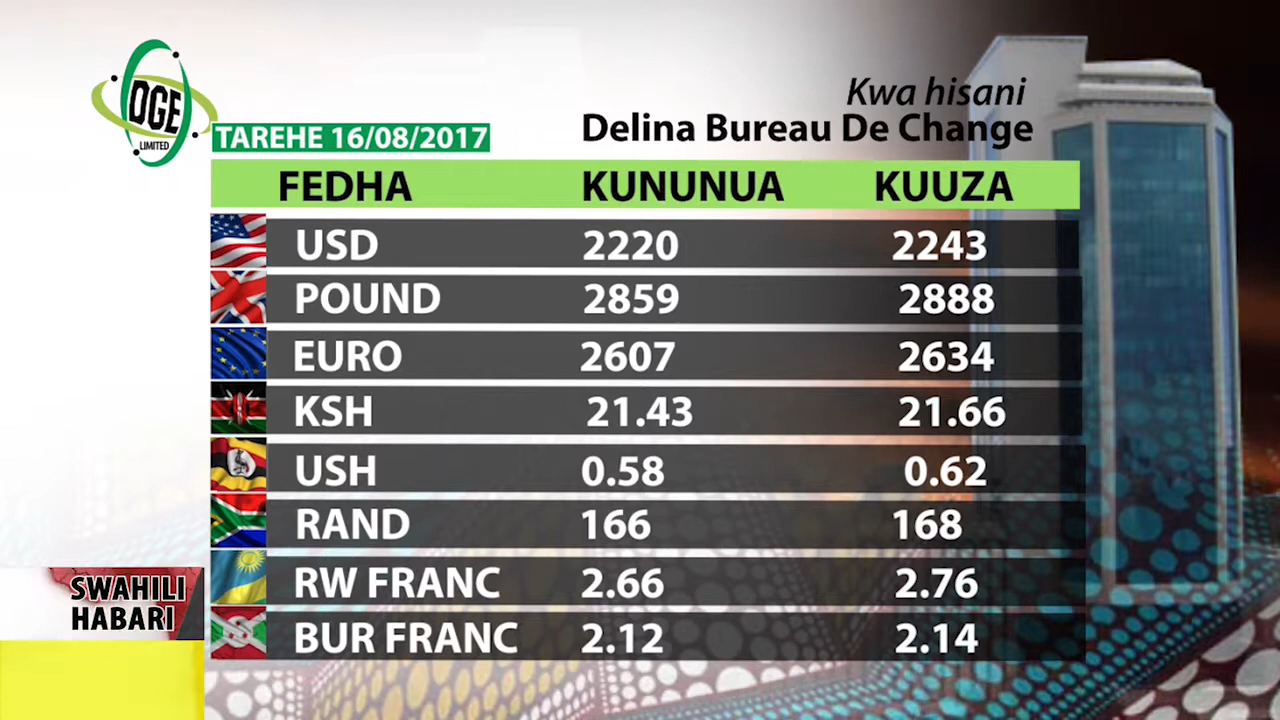 DGE
LIMITED
Kwa hisani
Delina Bureau De Change
TAREHE 16/08/2017
FEDHA KUNUNUA KUUZA
USD 2220 2243
POUND 2859 2888
EURO 2607 2634
KSH 21.43 21.66
USH 0.58 0.62
RAND 166 168
RW FRANC 2.66 2.76
BUR FRANC 2.12 2.14
SWAHILI
HABARI